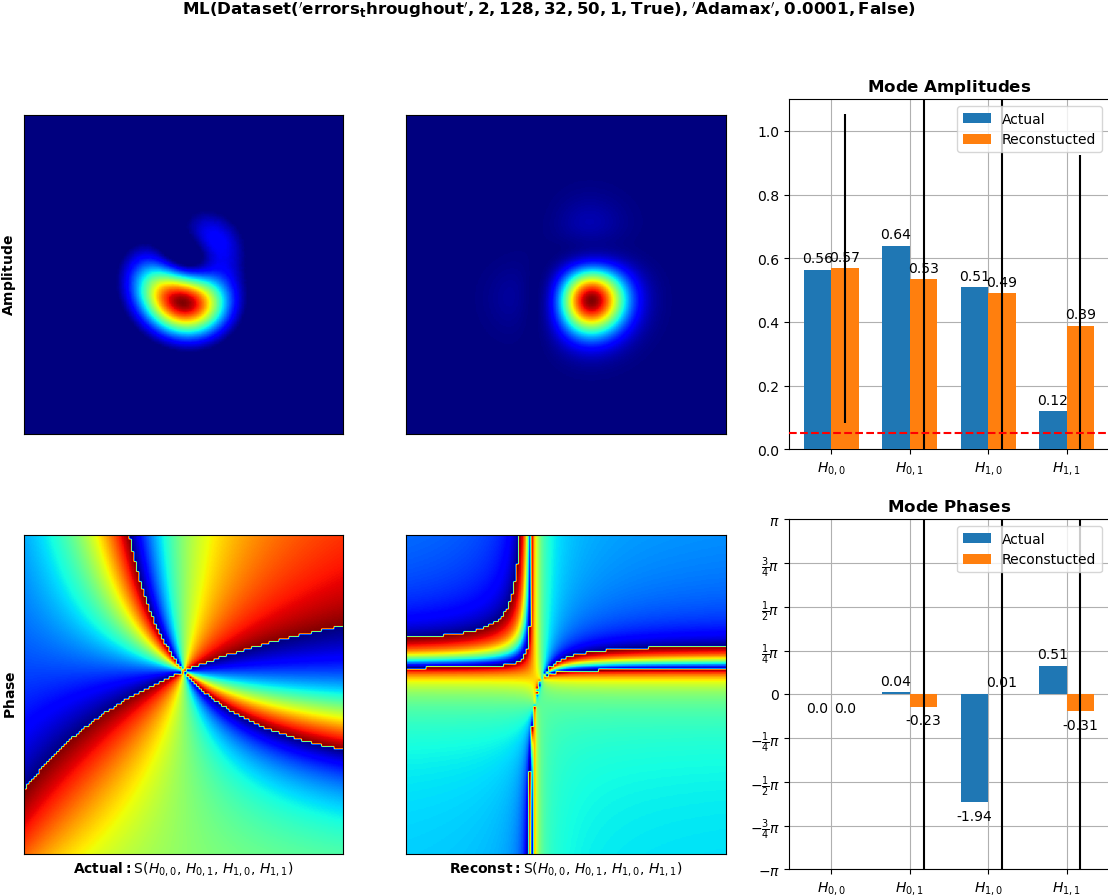 ML(Dataset('errors_throughout', 2, 128, 32, 50, 1, True), 'Adamax', 0.0001, False)
Amplitude
Mode Amplitudes
Actual
Reconstucted
1.0
0.8
0.6
0.4
0.2
0.0
0.56
0.57
0.64
0.53
0.51
0.49
0.12
0.39
H0,0 H0,1 H1,0 H1,1
Phase
Actual: S(H0,0, H0,1, H1,0, H1,1)
Reconst: S(H0,0, H0,1, H1,0, H1,1)
Mode Phases
Actual
Reconstucted
π
3/4π
1/2π
1/4π
0
-1/4π
-1/2π
-3/4π
-π
0.0
0.0
0.04
-0.23
-1.94
0.01
0.51
-0.31
H0,0 H0,1 H1,0 H1,1